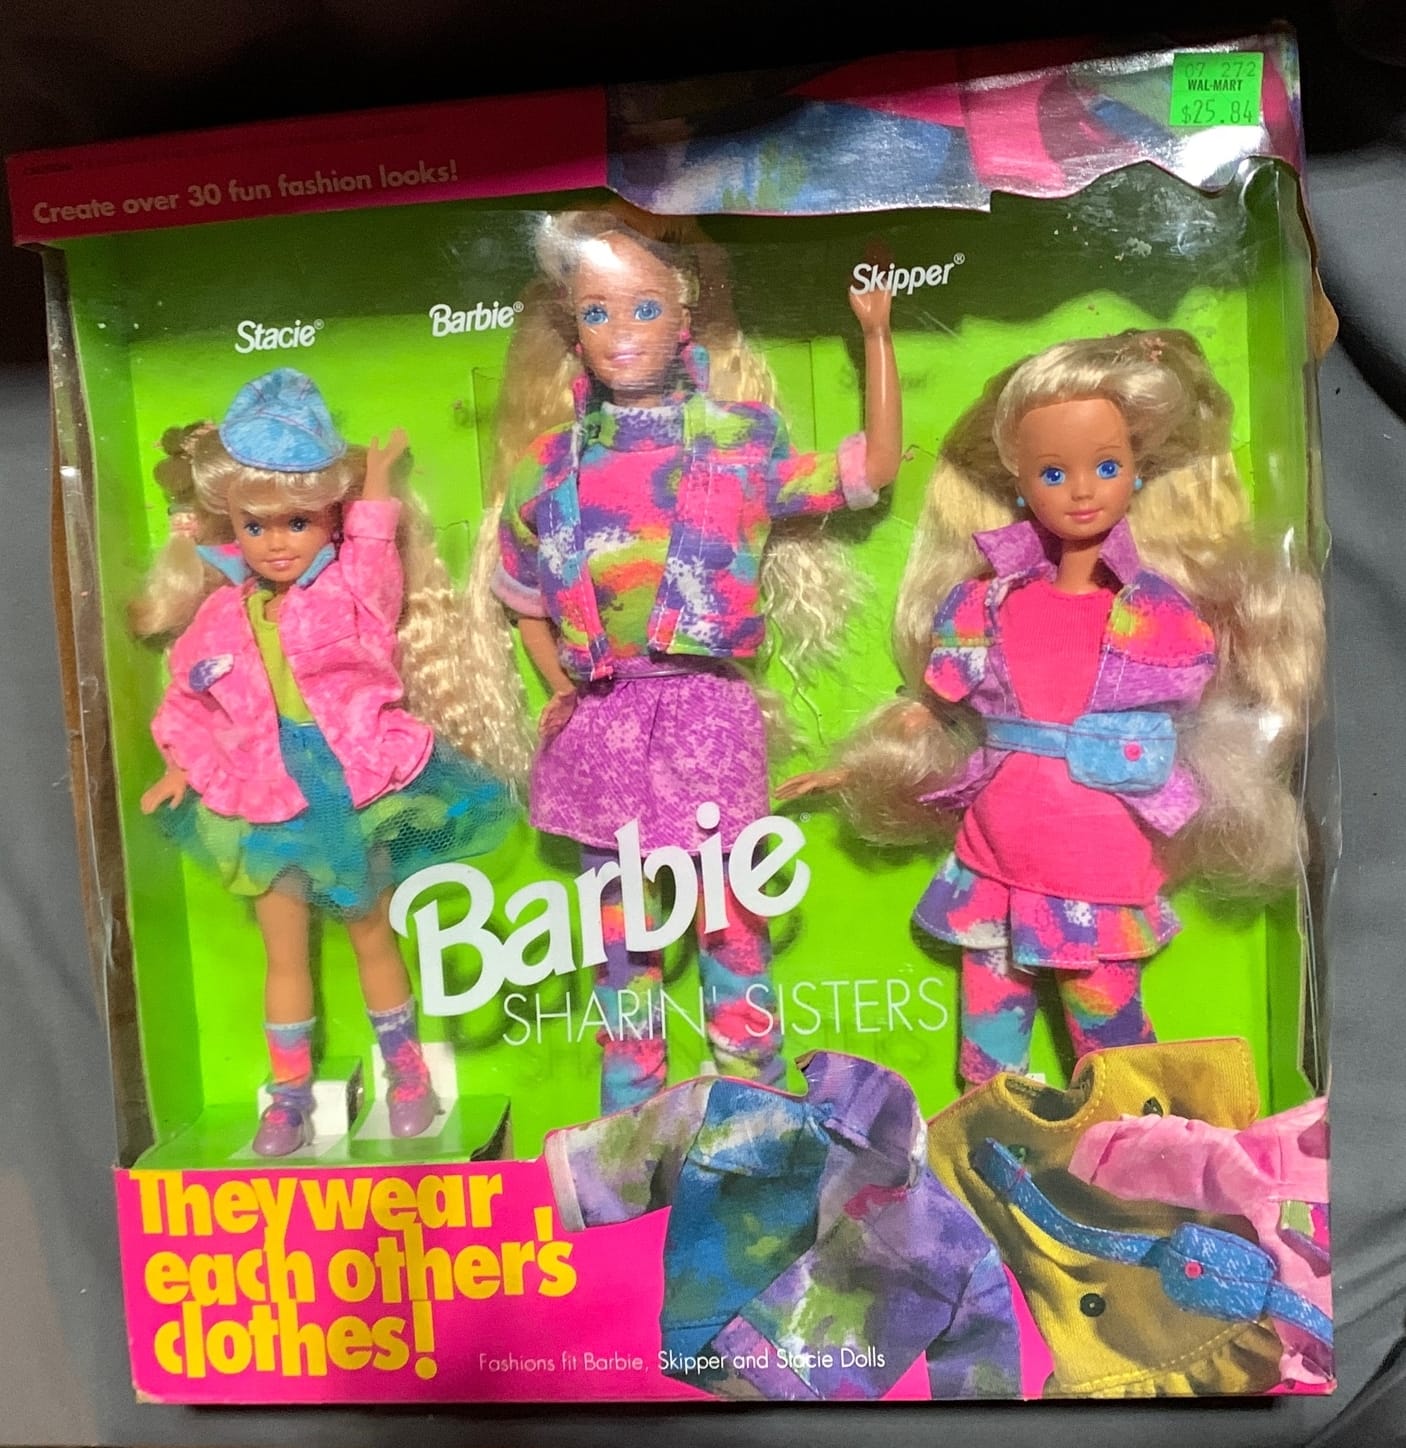 07 272
WAL-MART
$25.84
Create over 30 fun fashion looks!
Stacie®
Barbie®
Skipper®
Barbie®
SHARIN' SISTERS
They wear
each other's
clothes!
Fashions fit Barbie, Skipper and Stacie Dolls